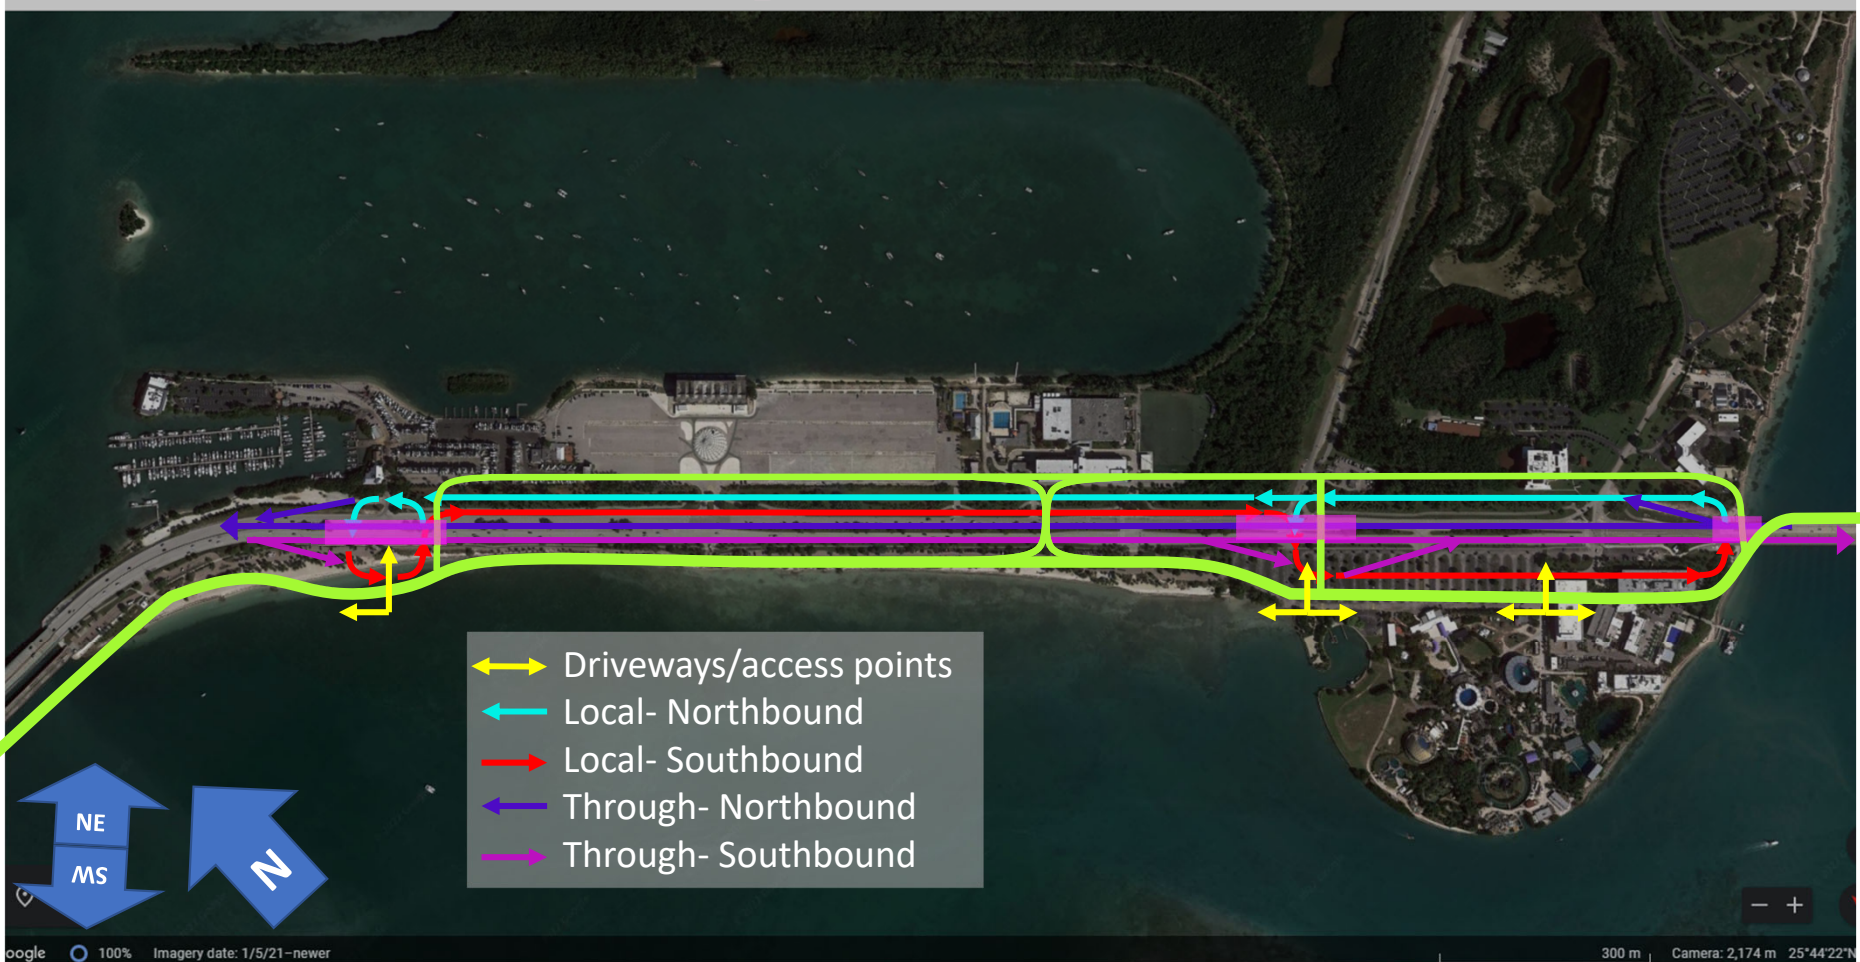 Driveways/access points
Local- Northbound
Local- Southbound
Through- Northbound
Through- Southbound
NE
SW
N
oogle 100% Imagery date: 1/5/21–newer 300 m Camera: 2,174 m 25°44'22"N